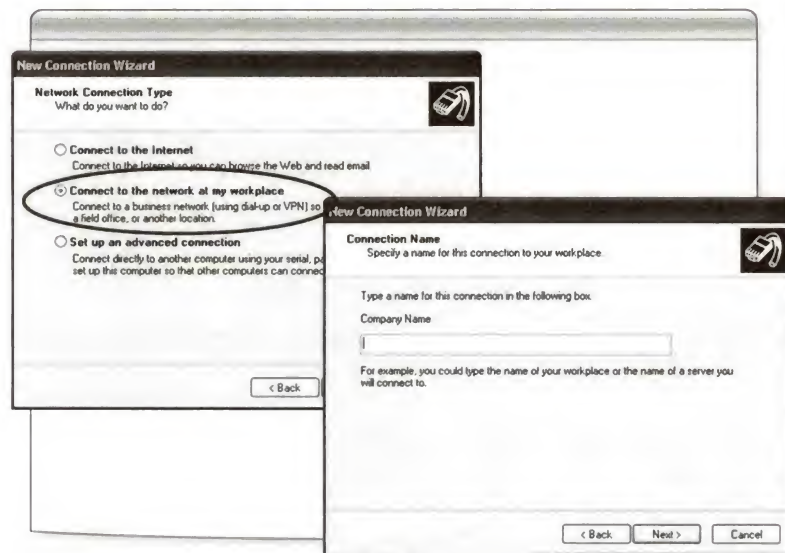 New Connection Wizard
Network Connection Type
What do you want to do?
Connect to the Internet
Connect to the Internet so you can browse the Web and read email
Connect to the network at my workplace
Connect to a business network (using dial-up or VPN) so
a field office, or another location.
Set up an advanced connection
Connect directly to another computer using your serial, pa
set up this computer so that other computers can connec
< Back
New Connection Wizard
Connection Name
Specify a name for this connection to your workplace.
Type a name for this connection in the following box.
Company Name
For example, you could type the name of your workplace or the name of a server you
will connect to.
< Back
Next >
Cancel